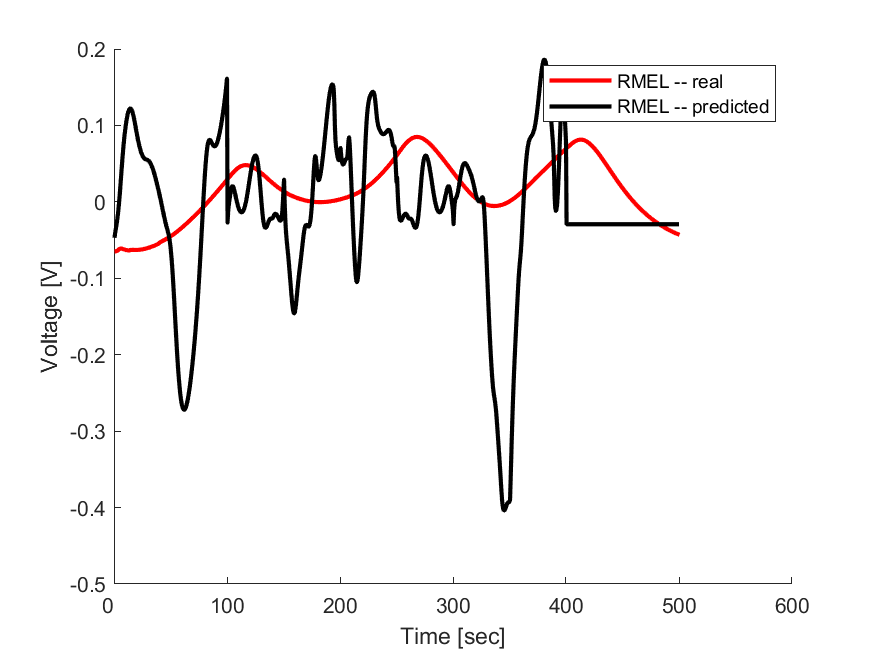 0.2
RMEL -- real
RMEL -- predicted
0.1
0
-0.1
-0.2
-0.3
-0.4
-0.5
Voltage [V]
0 100 200 300 400 500 600
Time [sec]